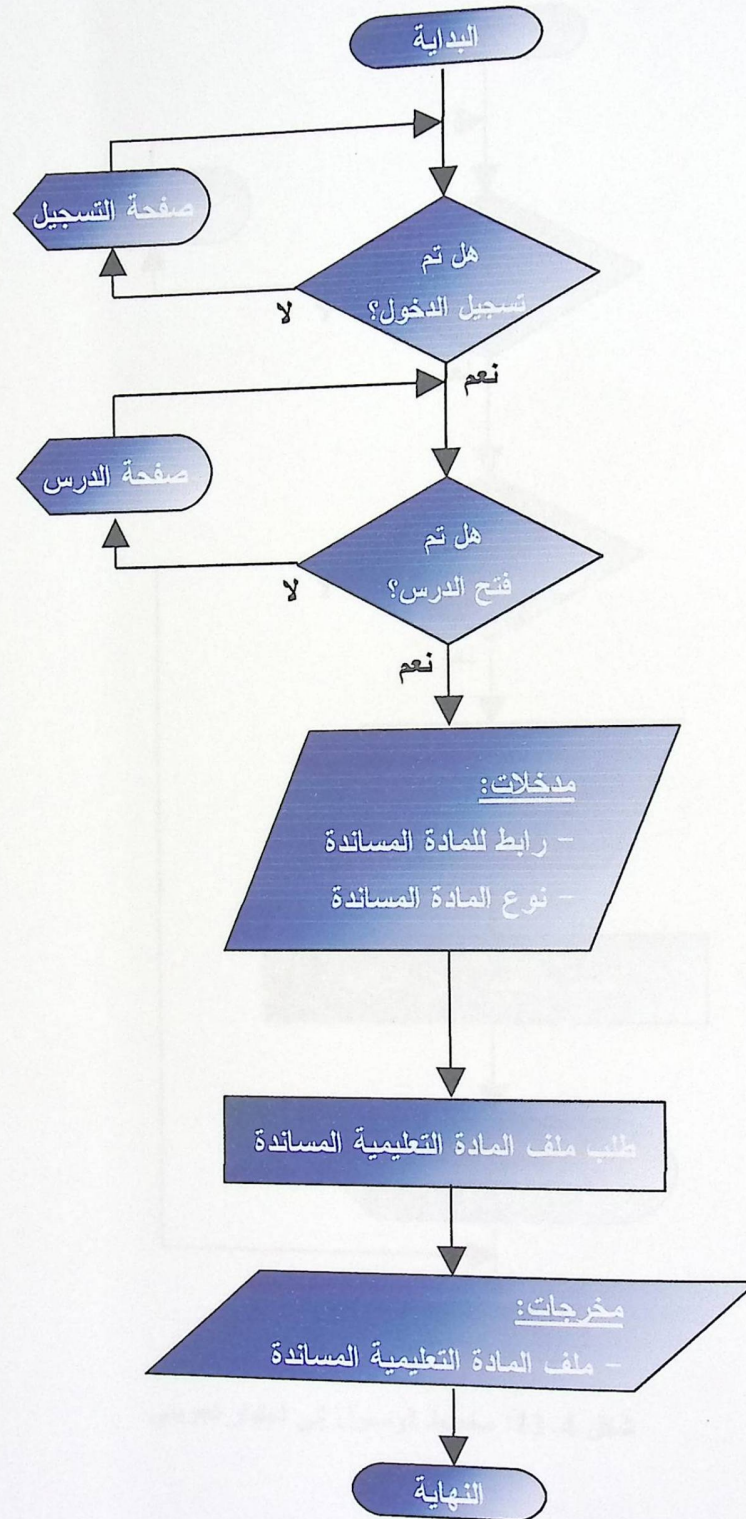 البداية
صفحة التسجيل
هل تم
تسجيل الدخول؟
لا
نعم
صفحة الدرس
هل تم
فتح الدرس؟
لا
نعم
مدخلات:
- رابط للمادة المساندة
- نوع المادة المساندة
طلب ملف المادة التعليمية المساندة
مخرجات:
- ملف المادة التعليمية المساندة
النهاية